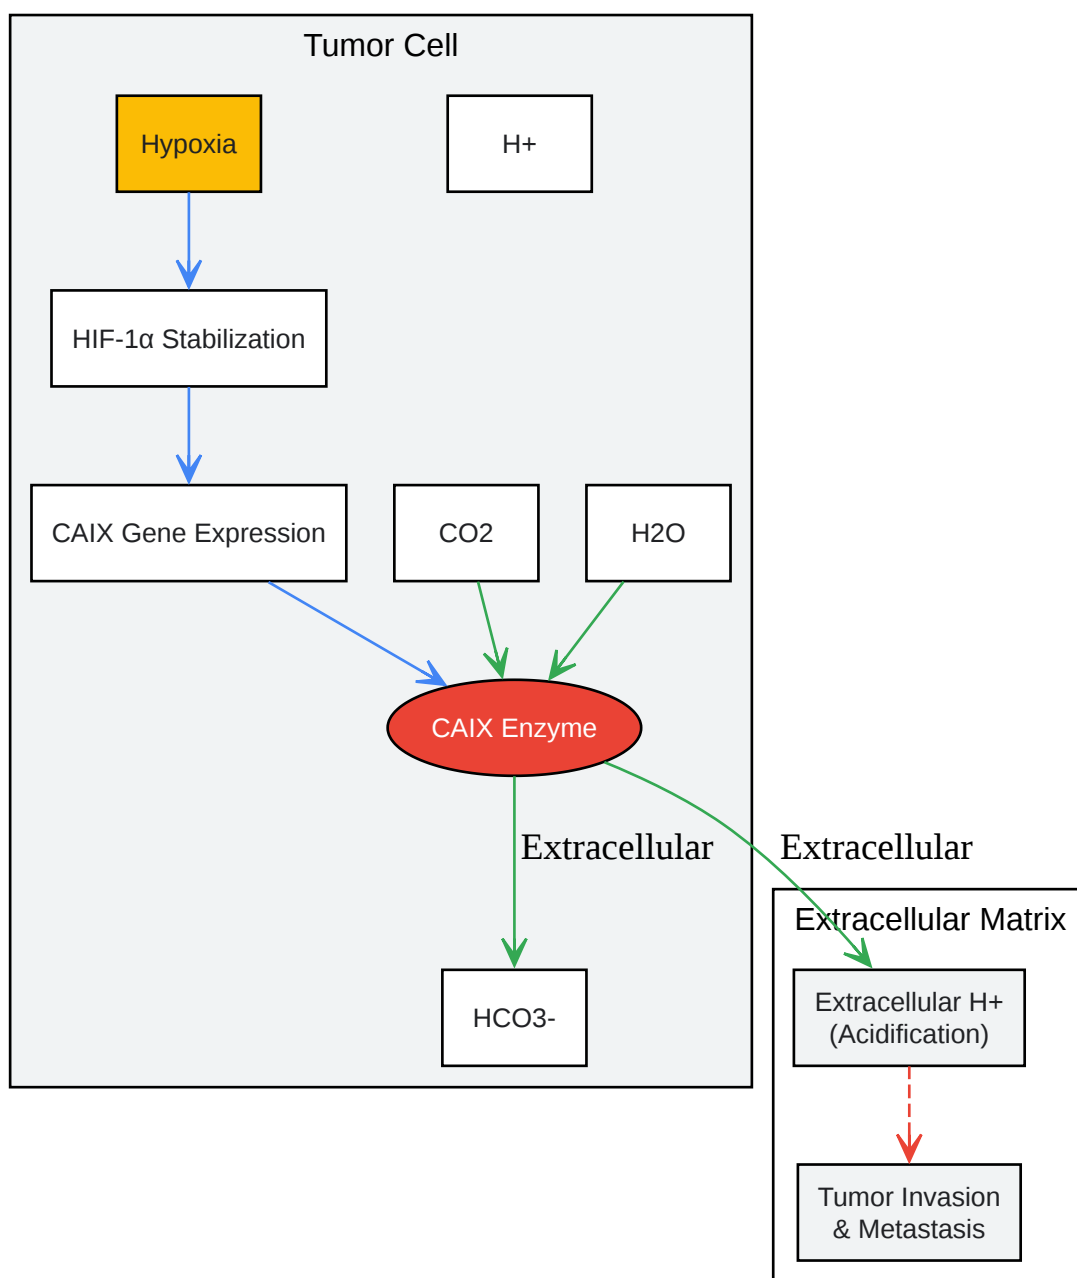 Tumor Cell
Hypoxia
H+
HIF-1α Stabilization
CAIX Gene Expression
CO2
H2O
CAIX Enzyme
Extracellular
Extracellular
Extracellular Matrix
HCO3-
Extracellular H+
(Acidification)
Tumor Invasion
& Metastasis